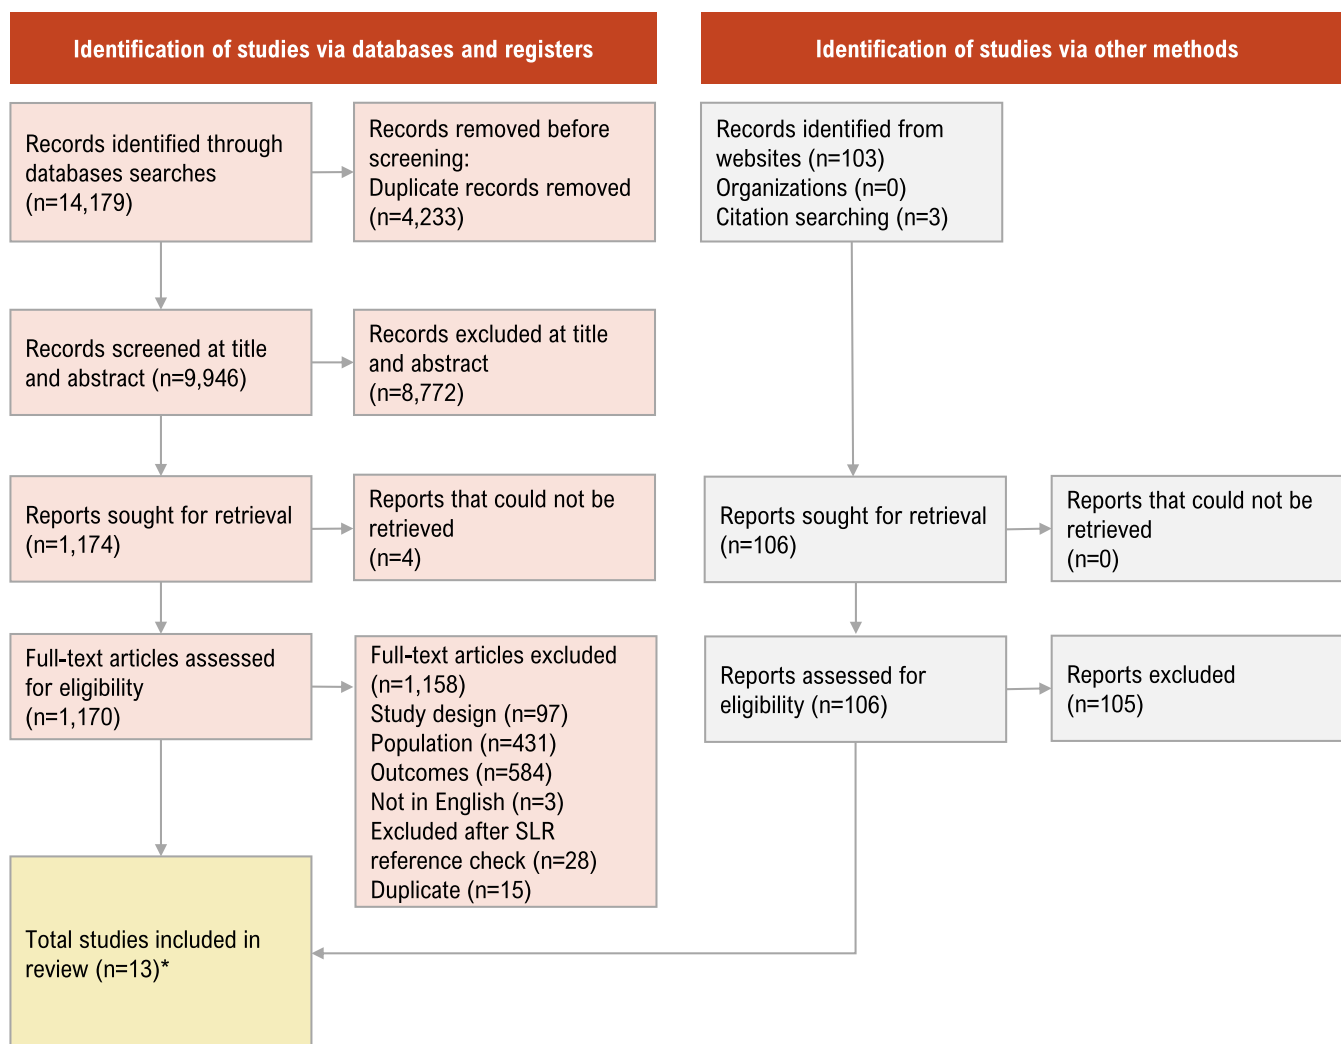 Identification of studies via databases and registers
Identification of studies via other methods
Records identified through
databases searches
(n=14,179)
Records removed before
screening:
Duplicate records removed
(n=4,233)
Records identified from
websites (n=103)
Organizations (n=0)
Citation searching (n=3)
Records screened at title
and abstract (n=9,946)
Records excluded at title
and abstract
(n=8,772)
Reports sought for retrieval
(n=1,174)
Reports that could not be
retrieved
(n=4)
Reports sought for retrieval
(n=106)
Reports that could not be
retrieved
(n=0)
Full-text articles assessed
for eligibility
(n=1,170)
Full-text articles excluded
(n=1,158)
Study design (n=97)
Population (n=431)
Outcomes (n=584)
Not in English (n=3)
Excluded after SLR
reference check (n=28)
Duplicate (n=15)
Reports assessed for
eligibility (n=106)
Reports excluded
(n=105)
Total studies included in
review (n=13)*